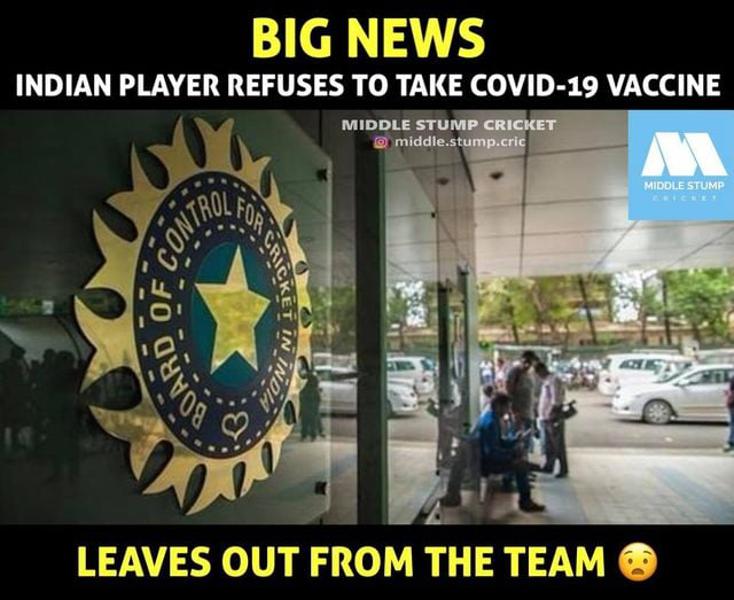 BIG NEWS
INDIAN PLAYER REFUSES TO TAKE COVID-19 VACCINE
MIDDLE STUMP CRICKET
middle.stump.cric
MIDDLE STUMP
CRICKET
BOARD OF CONTROL FOR CRICKET IN INDIA
LEAVES OUT FROM THE TEAM 😟